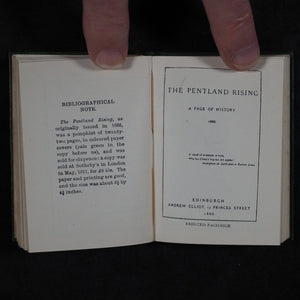 BIBLIOGRAPHICAL
NOTE.
The Pentland Rising, as
originally issued in 1866,
was a pamphlet of twenty-
two pages, in coloured
paper covers (pale green
in the copy before us), and was
sold for sixpence: a copy was
sold at Sotheby's in London
in May, 1911, for
paper and printing are good,
and the size was about
inches.
THE PENTLAND RISING
A PAGE OF HISTORY
1666
EDINBURGH
ANDREW ELLIOT, 17 PRINCES STREET
1866
REDUCED FACSIMILE